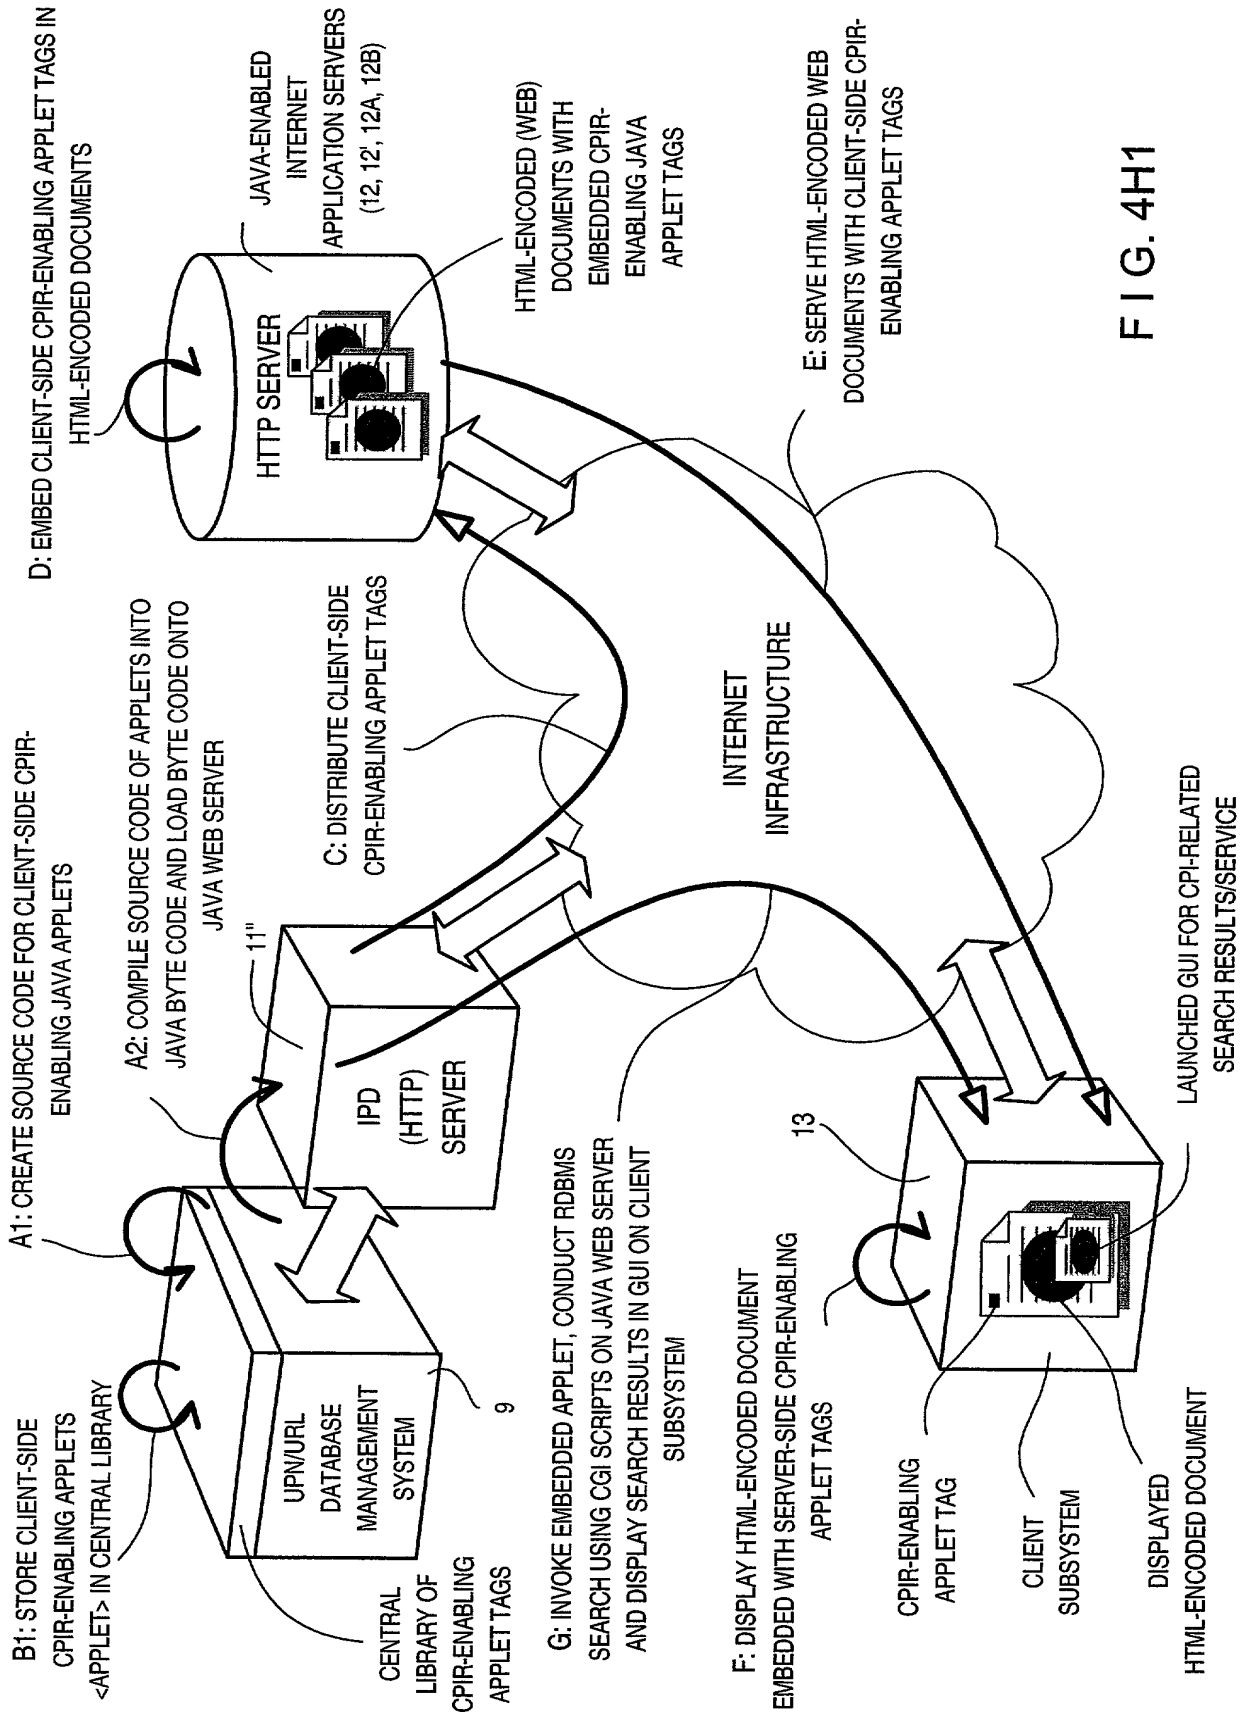 B1: STORE CLIENT-SIDE
CPIR-ENABLING APPLETS
<APPLET> IN CENTRAL LIBRARY
A1: CREATE SOURCE CODE FOR CLIENT-SIDE CPIR-
ENABLING JAVA APPLETS
A2: COMPILE SOURCE CODE OF APPLETS INTO
JAVA BYTE CODE AND LOAD BYTE CODE ONTO
JAVA WEB SERVER
D: EMBED CLIENT-SIDE CPIR-ENABLING APPLET TAGS IN
HTML-ENCODED DOCUMENTS
JAVA-ENABLED
INTERNET
APPLICATION SERVERS
(12, 12', 12A, 12B)
HTTP SERVER
11"
UPN/URL
DATABASE
MANAGEMENT
SYSTEM
9
IPD
(HTTP)
SERVER
C: DISTRIBUTE CLIENT-SIDE
CPIR-ENABLING APPLET TAGS
HTML-ENCODED (WEB)
DOCUMENTS WITH
EMBEDDED CPIR-
ENABLING JAVA
APPLET TAGS
CENTRAL
LIBRARY OF
CPIR-ENABLING
APPLET TAGS
G: INVOKE EMBEDDED APPLET, CONDUCT RDBMS
SEARCH USING CGI SCRIPTS ON JAVA WEB SERVER
AND DISPLAY SEARCH RESULTS IN GUI ON CLIENT
SUBSYSTEM
INTERNET
INFRASTRUCTURE
E: SERVE HTML-ENCODED WEB
DOCUMENTS WITH CLIENT-SIDE CPIR-
ENABLING APPLET TAGS
F: DISPLAY HTML-ENCODED DOCUMENT
EMBEDDED WITH SERVER-SIDE CPIR-ENABLING
APPLET TAGS
13
CPIR-ENABLING
APPLET TAG
CLIENT
SUBSYSTEM
DISPLAYED
HTML-ENCODED DOCUMENT
LAUNCHED GUI FOR CPI-RELATED
SEARCH RESULTS/SERVICE
FIG. 4H1